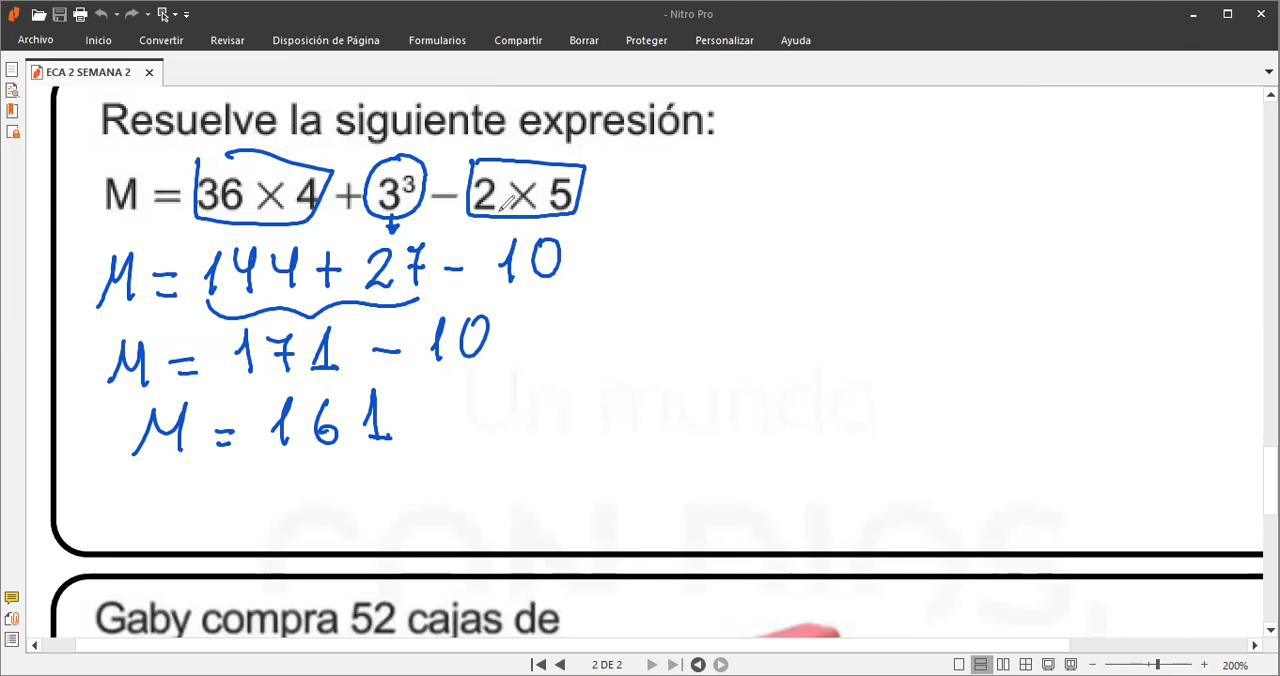 - Nitro Pro
Archivo Inicio Convertir Revisar Disposición de Página Formularios Compartir Borrar Proteger Personalizar Ayuda
ECA 2 SEMANA 2
Resuelve la siguiente expresión:
M = 36 × 4 + 3³ − 2 × 5
M = 144 + 27 - 10
M = 171 - 10
M = 161
Un mundo
CON DIOS,
Gaby compra 52 cajas de
2 DE 2
200%